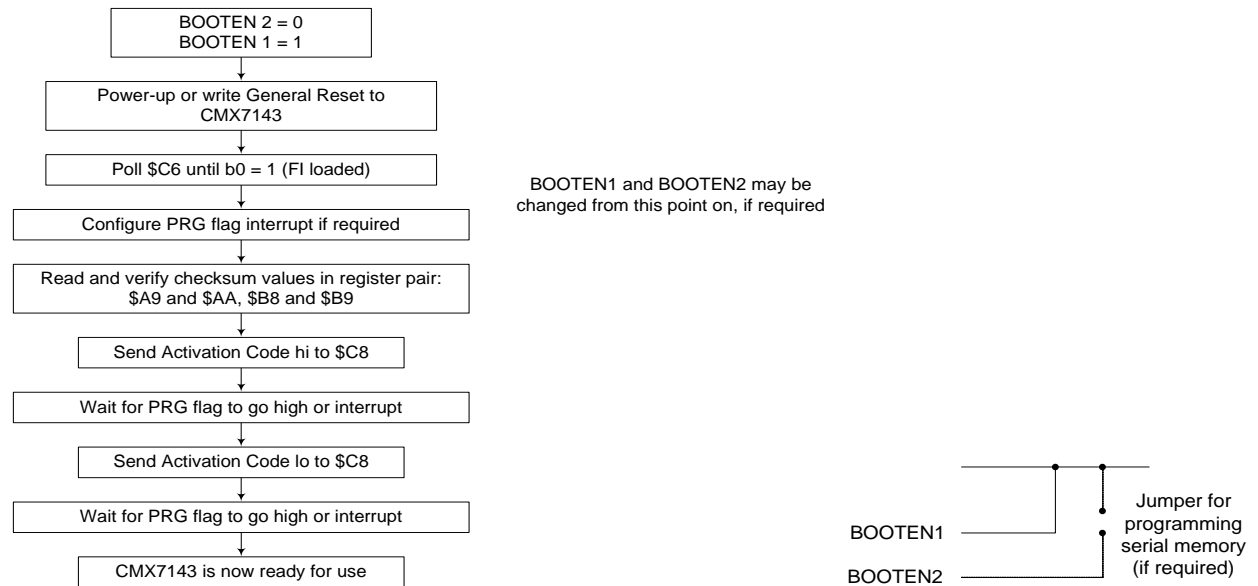 BOOTEN 2 = 0
BOOTEN 1 = 1
Power-up or write General Reset to
CMX7143
Poll $C6 until b0 = 1 (FI loaded)
BOOTEN1 and BOOTEN2 may be
changed from this point on, if required
Configure PRG flag interrupt if required
Read and verify checksum values in register pair:
$A9 and $AA, $B8 and $B9
Send Activation Code hi to $C8
Wait for PRG flag to go high or interrupt
Send Activation Code lo to $C8
Wait for PRG flag to go high or interrupt
CMX7143 is now ready for use
BOOTEN1
BOOTEN2
Jumper for
programming
serial memory
(if required)